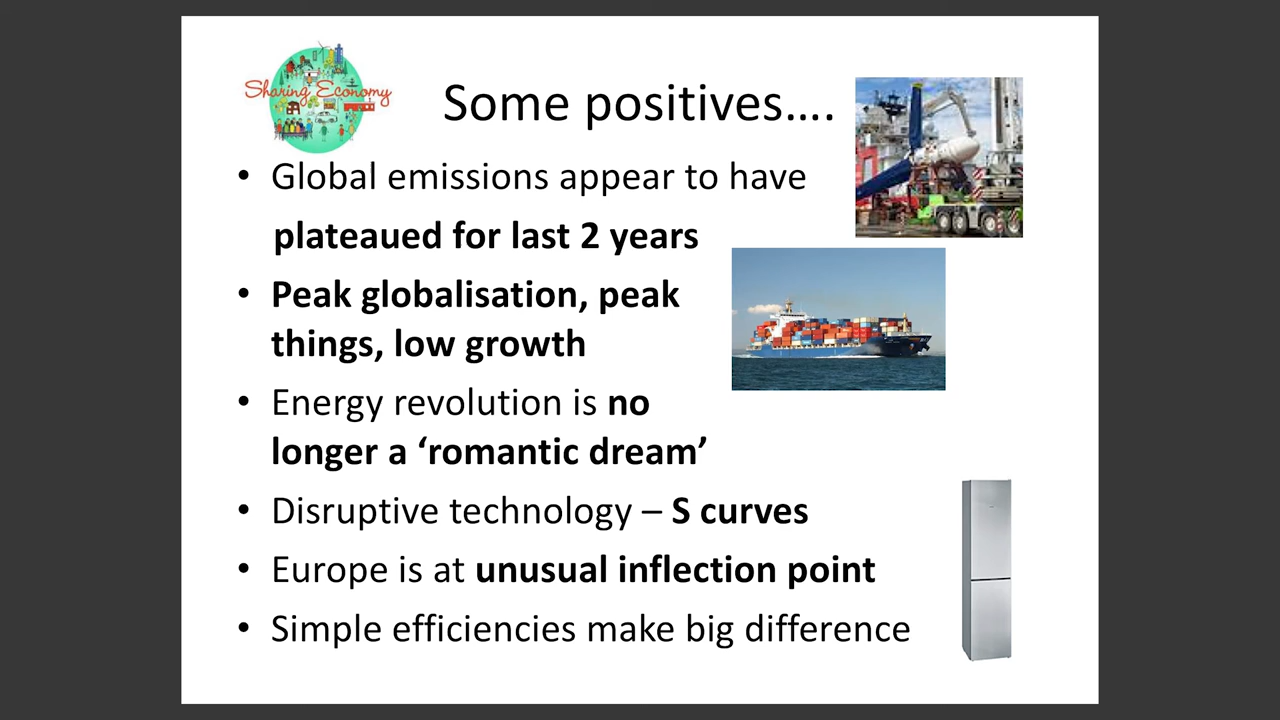 Sharing Economy
Some positives....
• Global emissions appear to have
plateaued for last 2 years
• Peak globalisation, peak
things, low growth
• Energy revolution is no
longer a ‘romantic dream’
• Disruptive technology – S curves
• Europe is at unusual inflection point
• Simple efficiencies make big difference